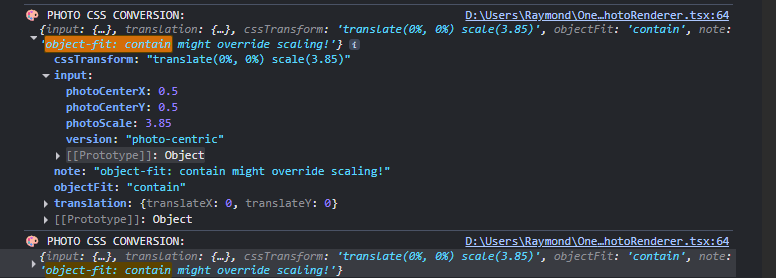 🎨 PHOTO CSS CONVERSION: D:\Users\Raymond\One…hotoRenderer.tsx:64
{input: {…}, translation: {…}, cssTransform: 'translate(0%, 0%) scale(3.85)', objectFit: 'contain', note:
'object-fit: contain might override scaling!'} i
cssTransform: "translate(0%, 0%) scale(3.85)"
input:
photoCenterX: 0.5
photoCenterY: 0.5
photoScale: 3.85
version: "photo-centric"
[[Prototype]]: Object
note: "object-fit: contain might override scaling!"
objectFit: "contain"
translation: {translateX: 0, translateY: 0}
[[Prototype]]: Object
🎨 PHOTO CSS CONVERSION: D:\Users\Raymond\One…hotoRenderer.tsx:64
{input: {…}, translation: {…}, cssTransform: 'translate(0%, 0%) scale(3.85)', objectFit: 'contain', note:
'object-fit: contain might override scaling!'}